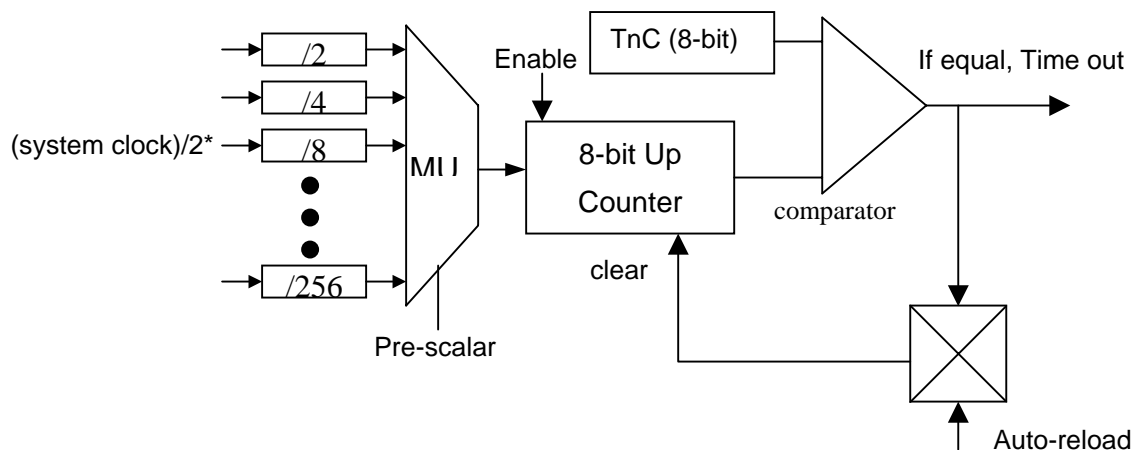 /2
TnC (8-bit)
Enable
If equal, Time out
/4
(system clock)/2*
/8
MU
8-bit Up
Counter
comparator
clear
/256
Pre-scalar
Auto-reload